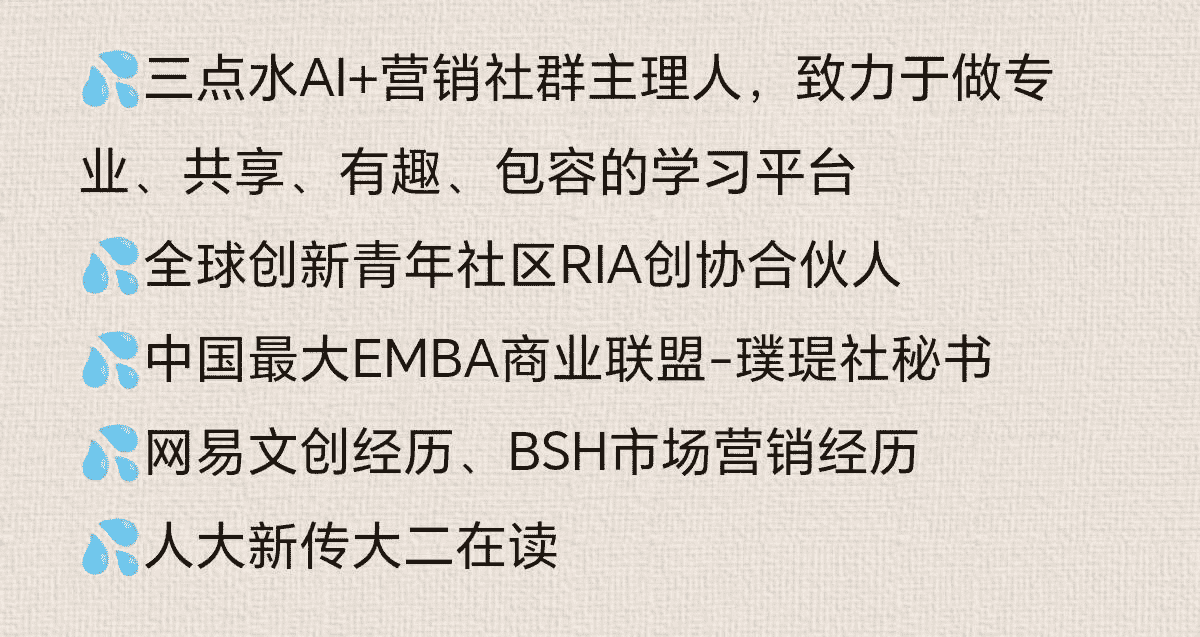 💦三点水AI+营销社群主理人，致力于做专
业、共享、有趣、包容的学习平台
💦全球创新青年社区RIA创协合伙人
💦中国最大EMBA商业联盟-璞瑅社秘书
💦网易文创经历、BSH市场营销经历
💦人大新传大二在读